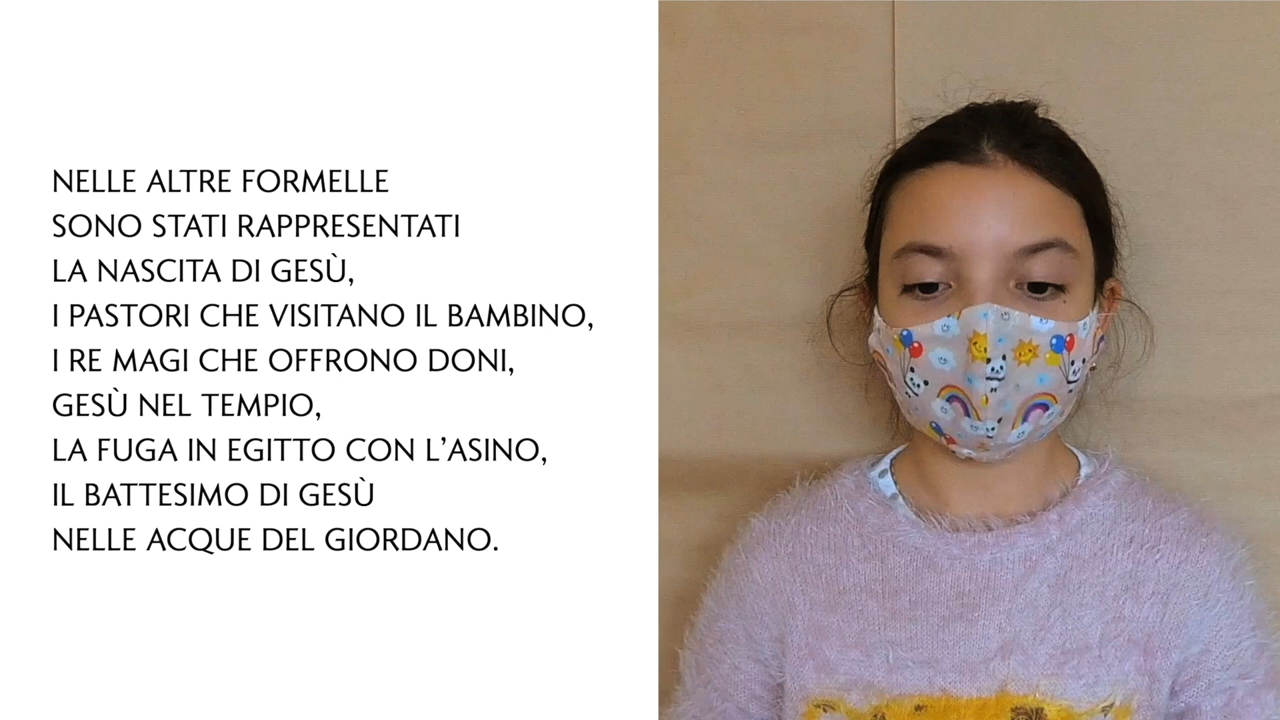 NELLE ALTRE FORMELLE
SONO STATI RAPPRESENTATI
LA NASCITA DI GESÙ,
I PASTORI CHE VISITANO IL BAMBINO,
I RE MAGI CHE OFFRONO DONI,
GESÙ NEL TEMPIO,
LA FUGA IN EGITTO CON L’ASINO,
IL BATTESIMO DI GESÙ
NELLE ACQUE DEL GIORDANO.